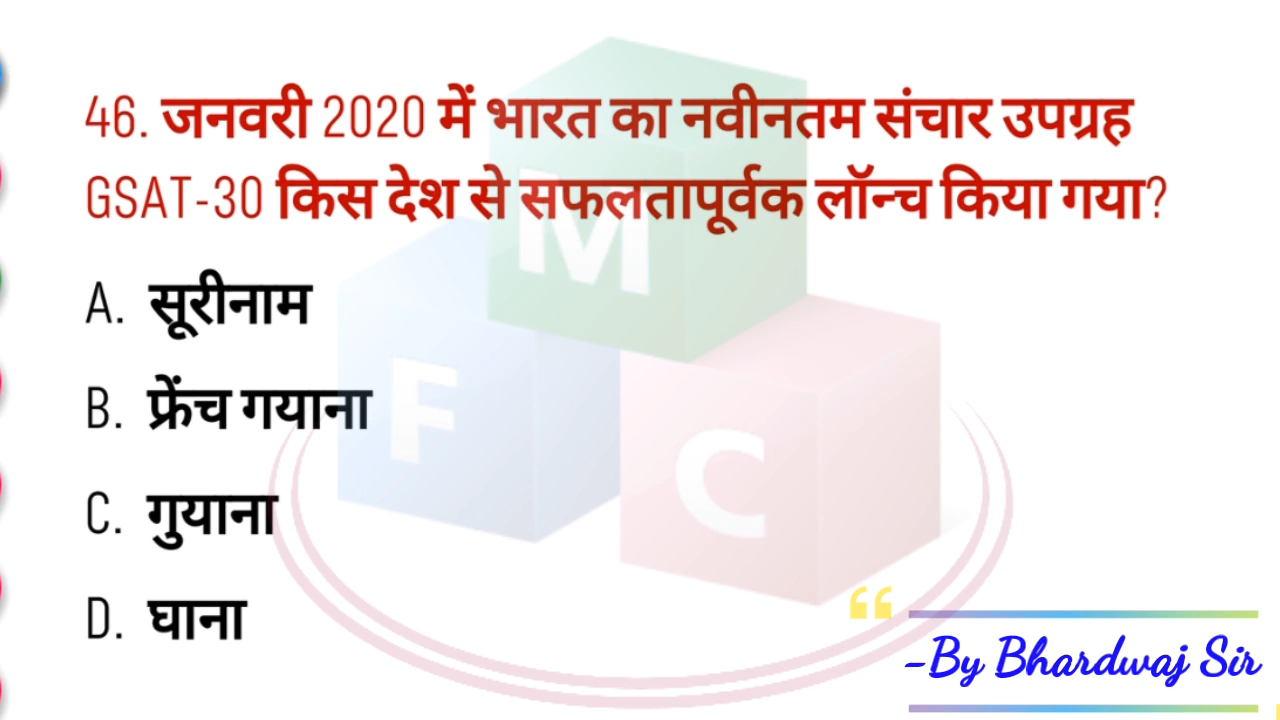 46. जनवरी 2020 में भारत का नवीनतम संचार उपग्रह
GSAT-30 किस देश से सफलतापूर्वक लॉन्च किया गया?
A. सूरीनाम
B. फ्रेंच गयाना
C. गुयाना
D. घाना
M
F
C
“
-By Bhardwaj Sir